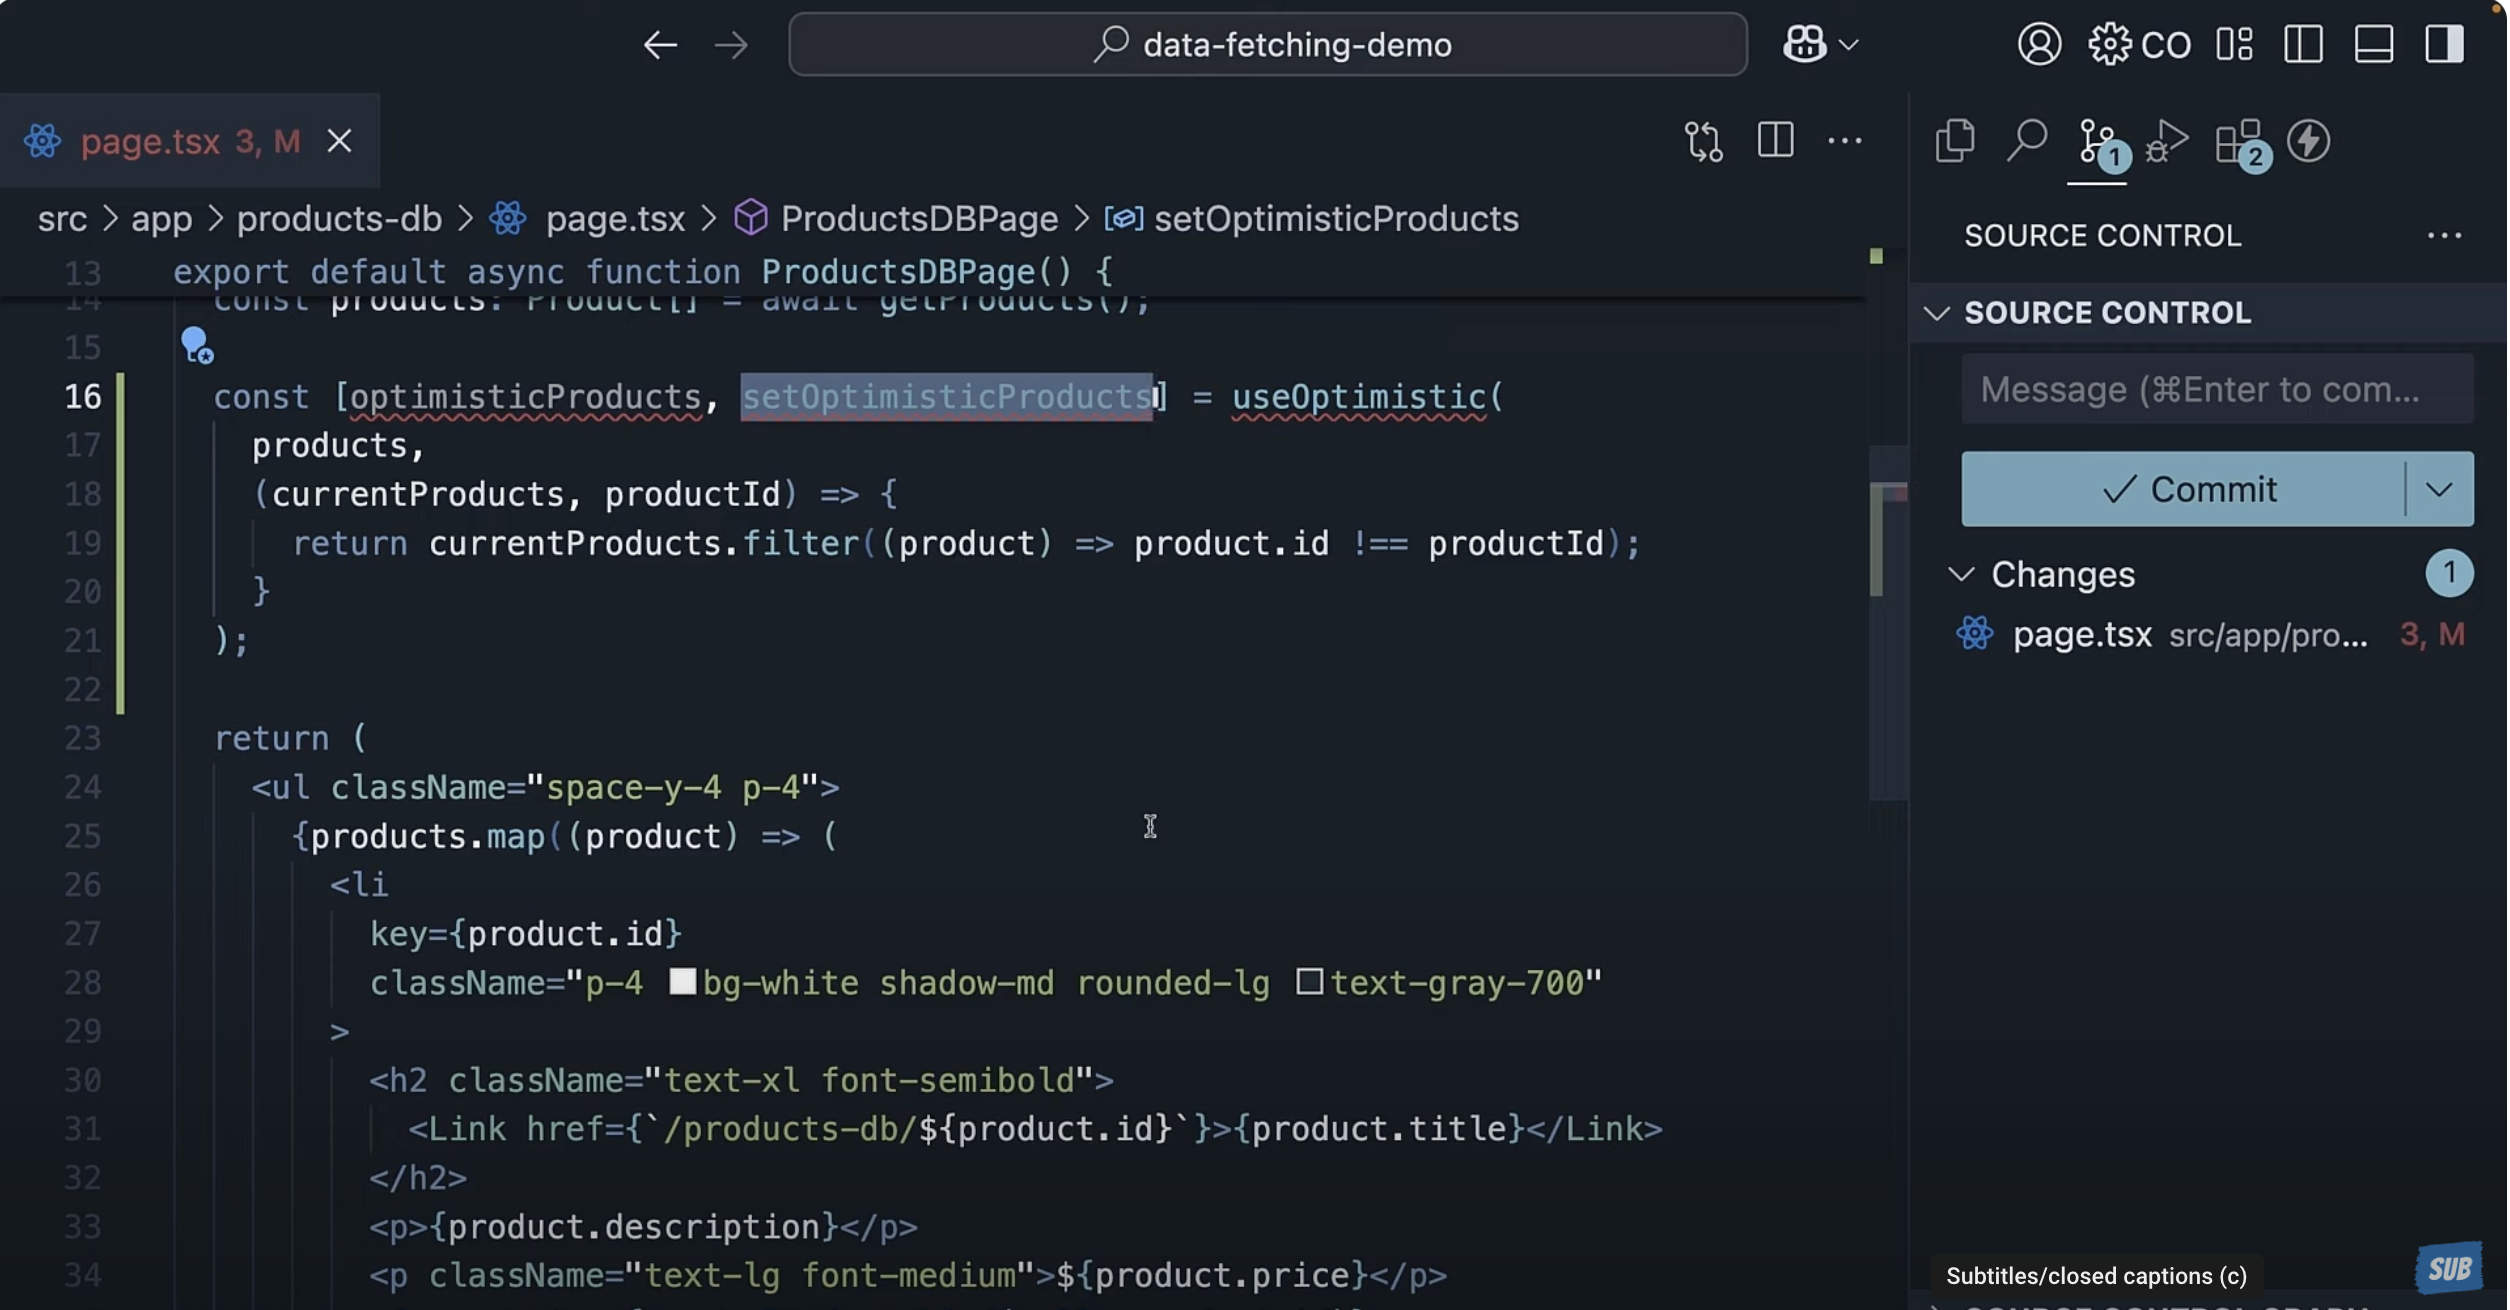 data-fetching-demo
CO
page.tsx 3, M
1
2
src > app > products-db > page.tsx > ProductsDBPage > setOptimisticProducts
SOURCE CONTROL
13 export default async function ProductsDBPage() {
14 const products: Product[] = await getProducts();
15
16 const [optimisticProducts, setOptimisticProducts] = useOptimistic(
17 products,
18 (currentProducts, productId) => {
19 return currentProducts.filter((product) => product.id !== productId);
20 }
21 );
22
23 return (
24 <ul className="space-y-4 p-4">
25 {products.map((product) => (
26 <li
27 key={product.id}
28 className="p-4 bg-white shadow-md rounded-lg text-gray-700"
29 >
30 <h2 className="text-xl font-semibold">
31 <Link href={`/products-db/${product.id}`}>{product.title}</Link>
32 </h2>
33 <p>{product.description}</p>
34 <p className="text-lg font-medium">${product.price}</p>
SOURCE CONTROL
Message (⌘Enter to com...
Commit
Changes 1
page.tsx src/app/pro... 3, M
Subtitles/closed captions (c)
SUB